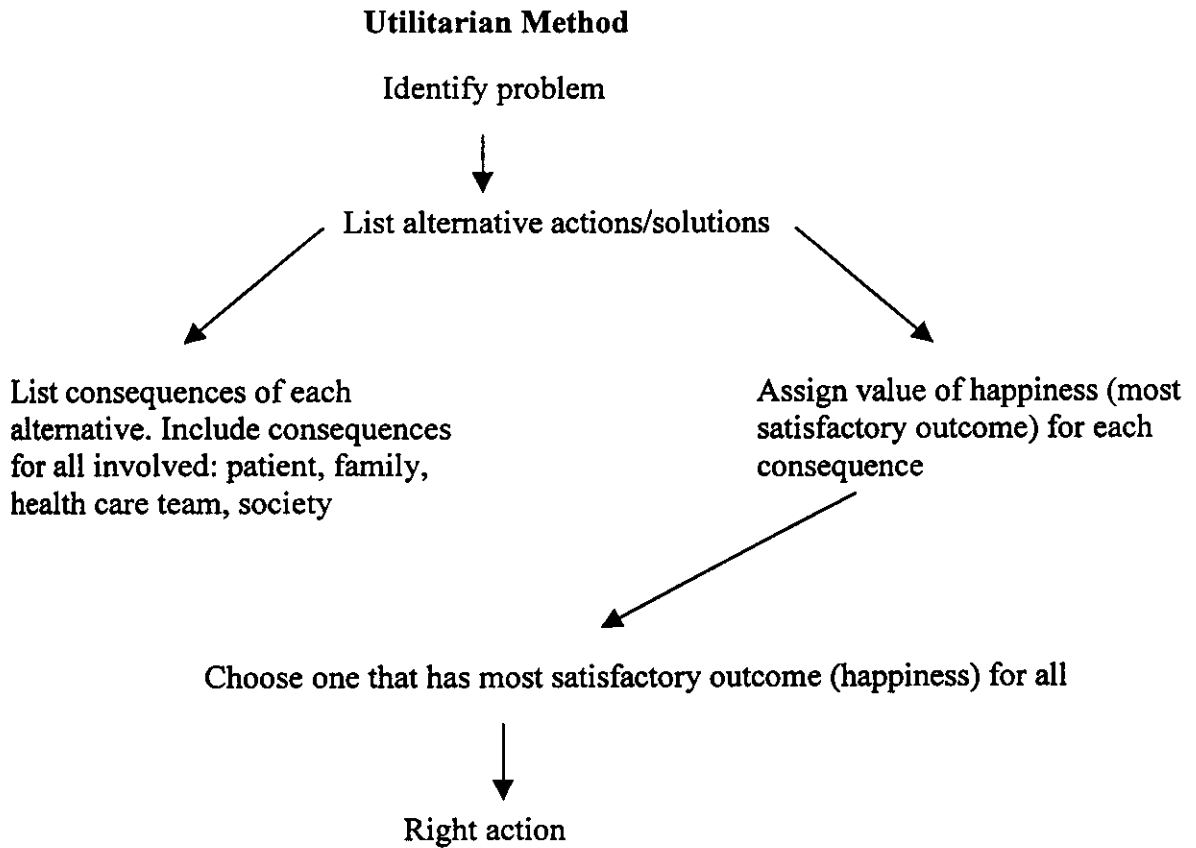 Utilitarian Method
Identify problem
List alternative actions/solutions
List consequences of each
alternative. Include consequences
for all involved: patient, family,
health care team, society
Assign value of happiness (most
satisfactory outcome) for each
consequence
Choose one that has most satisfactory outcome (happiness) for all
Right action